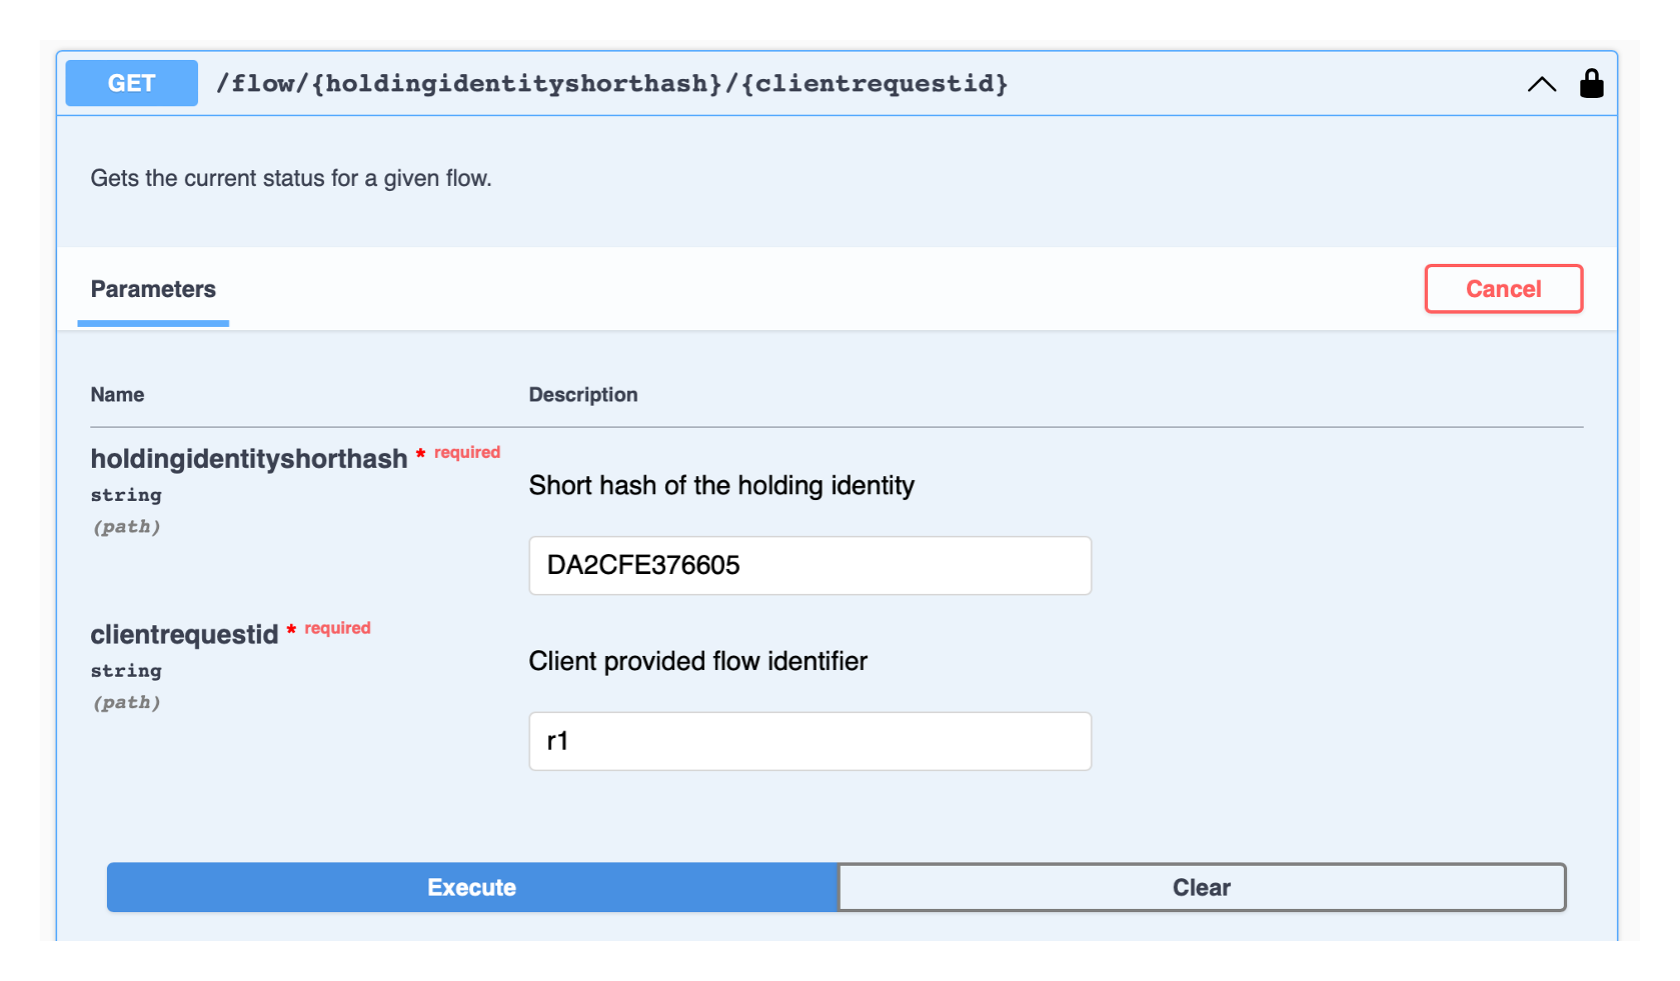 GET /flow/{holdingidentityshorthash}/{clientrequestid}
Gets the current status for a given flow.
Parameters
Cancel
Name Description
holdingidentityshorthash * required
string
(path)
Short hash of the holding identity
DA2CFE376605
clientrequestid * required
string
(path)
Client provided flow identifier
r1
Execute Clear